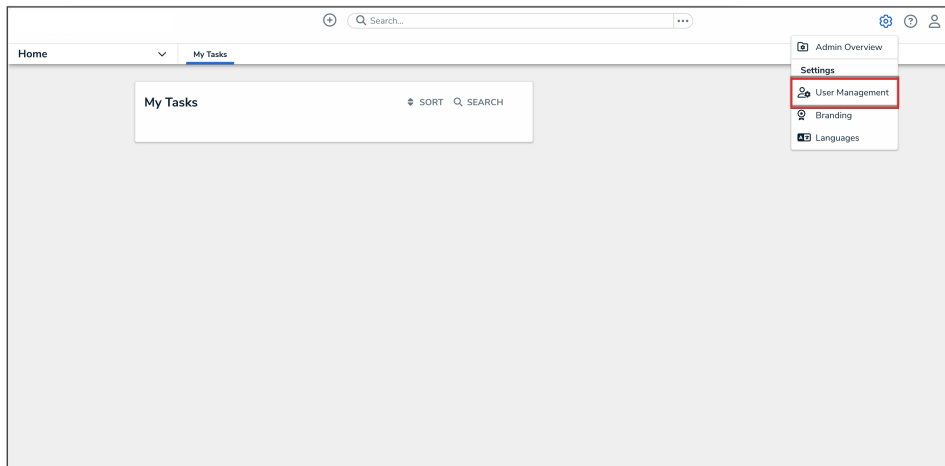 Search...
Home
My Tasks
Admin Overview
Settings
User Management
Branding
Languages
My Tasks
SORT
SEARCH